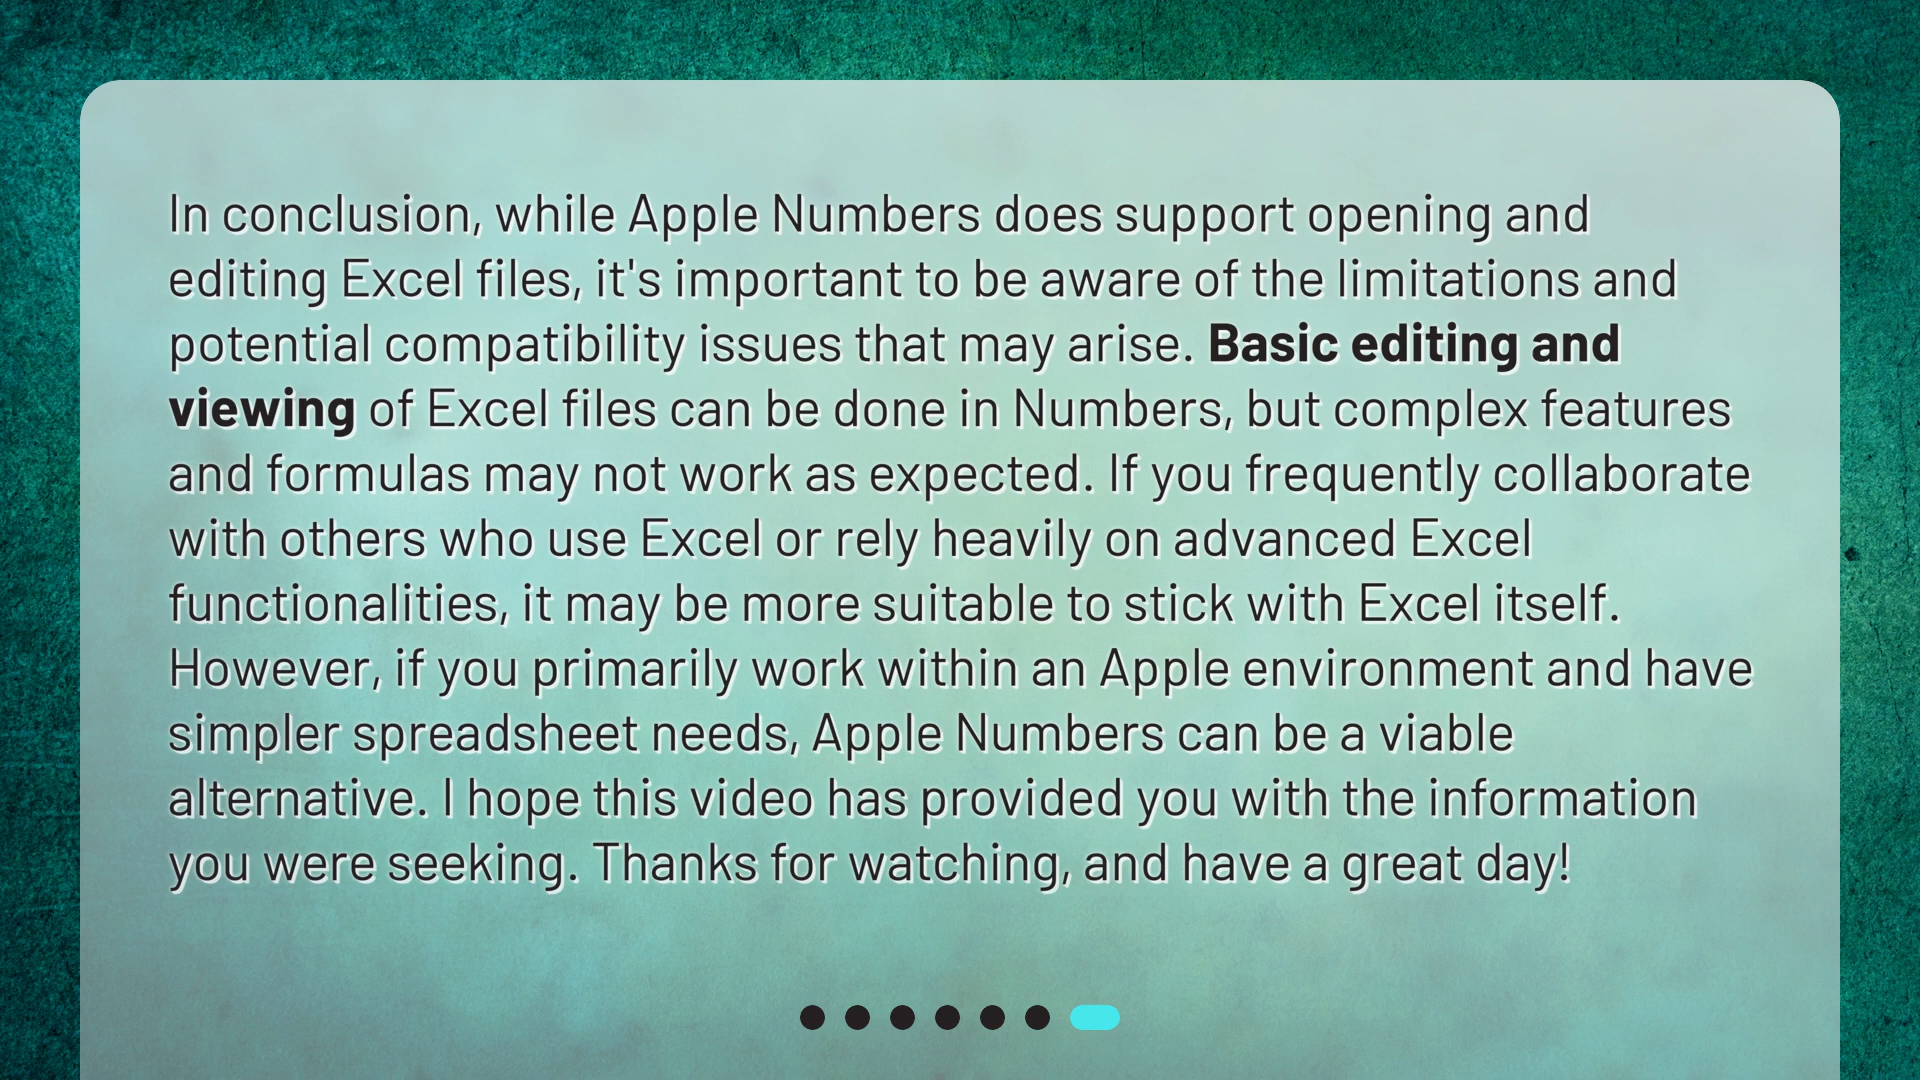 In conclusion, while Apple Numbers does support opening and
editing Excel files, it's important to be aware of the limitations and
potential compatibility issues that may arise. Basic editing and
viewing of Excel files can be done in Numbers, but complex features
and formulas may not work as expected. If you frequently collaborate
with others who use Excel or rely heavily on advanced Excel
functionalities, it may be more suitable to stick with Excel itself.
However, if you primarily work within an Apple environment and have
simpler spreadsheet needs, Apple Numbers can be a viable
alternative. I hope this video has provided you with the information
you were seeking. Thanks for watching, and have a great day!